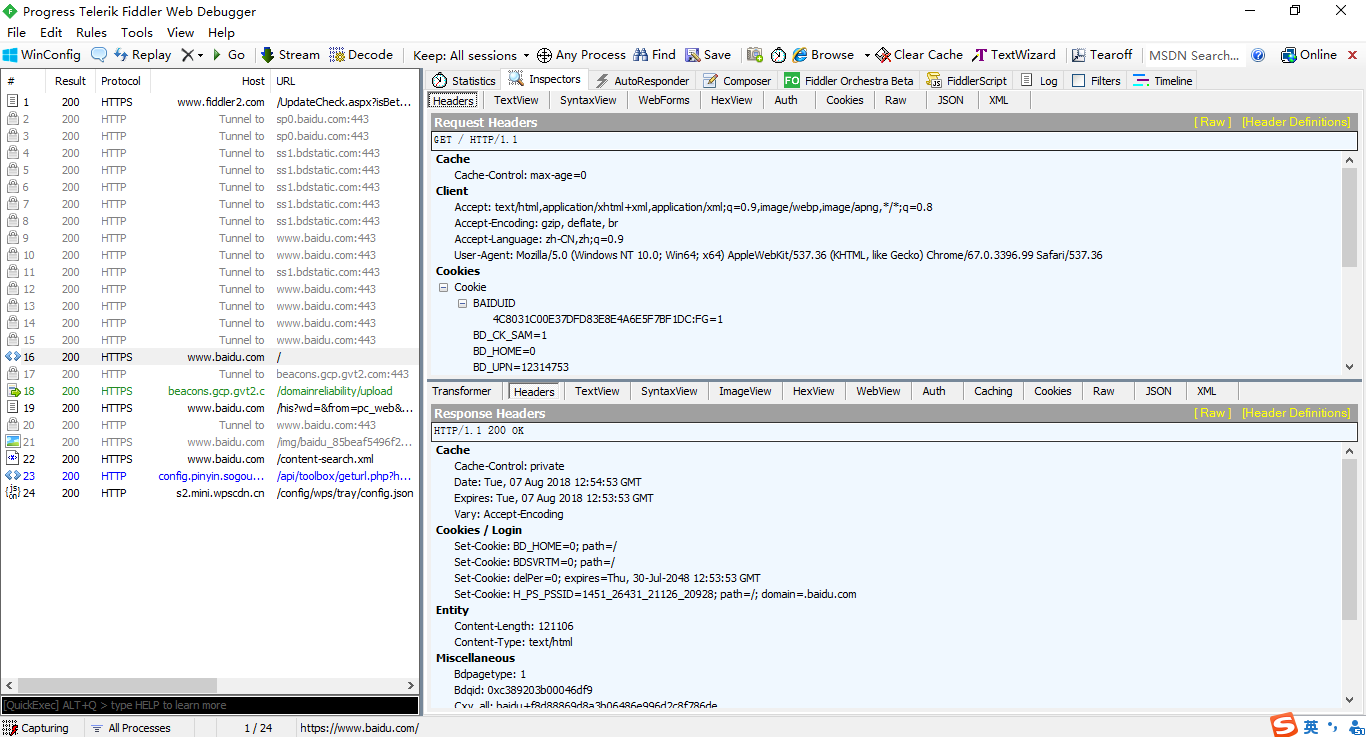 Progress Telerik Fiddler Web Debugger
File Edit Rules Tools View Help
WinConfig Replay Go Stream Decode Keep: All sessions Any Process Find Save Browse Clear Cache TextWizard Tearoff MSDN Search... Online
# Result Protocol Host URL
1 200 HTTPS www.fiddler2.com /UpdateCheck.aspx?isBet...
2 200 HTTP Tunnel to sp0.baidu.com:443
3 200 HTTP Tunnel to sp0.baidu.com:443
4 200 HTTP Tunnel to ss1.bdstatic.com:443
5 200 HTTP Tunnel to ss1.bdstatic.com:443
6 200 HTTP Tunnel to ss1.bdstatic.com:443
7 200 HTTP Tunnel to ss1.bdstatic.com:443
8 200 HTTP Tunnel to ss1.bdstatic.com:443
9 200 HTTP Tunnel to www.baidu.com:443
10 200 HTTP Tunnel to www.baidu.com:443
11 200 HTTP Tunnel to ss1.bdstatic.com:443
12 200 HTTP Tunnel to www.baidu.com:443
13 200 HTTP Tunnel to www.baidu.com:443
14 200 HTTP Tunnel to www.baidu.com:443
15 200 HTTP Tunnel to www.baidu.com:443
16 200 HTTPS www.baidu.com /
17 200 HTTP Tunnel to beacons.gcp.gvt2.com:443
18 200 HTTPS beacons.gcp.gvt2.c /domainreliability/upload
19 200 HTTPS www.baidu.com /his?wd=&from=pc_web&...
20 200 HTTP Tunnel to www.baidu.com:443
21 200 HTTPS www.baidu.com /img/baidu_85beaf5496f2...
22 200 HTTPS www.baidu.com /content-search.xml
23 200 HTTP config.pinyin.sogou... /api/toolbox/geturl.php?h...
24 200 HTTP s2.mini.wpscdn.cn /config/wps/tray/config.json
[QuickExec] ALT+Q > type HELP to learn more
Statistics Inspectors AutoResponder Composer FO Fiddler Orchestra Beta FiddlerScript Log Filters Timeline
Headers TextView SyntaxView WebForms HexView Auth Cookies Raw JSON XML
Request Headers [ Raw ] [Header Definitions]
GET / HTTP/1.1
Cache
Cache-Control: max-age=0
Client
Accept: text/html,application/xhtml+xml,application/xml;q=0.9,image/webp,image/apng,*/*;q=0.8
Accept-Encoding: gzip, deflate, br
Accept-Language: zh-CN,zh;q=0.9
User-Agent: Mozilla/5.0 (Windows NT 10.0; Win64; x64) AppleWebKit/537.36 (KHTML, like Gecko) Chrome/67.0.3396.99 Safari/537.36
Cookies
Cookie
BAIDUID
4C8031C00E37DFD83E8E4A6E5F7BF1DC:FG=1
BD_CK_SAM=1
BD_HOME=0
BD_UPN=12314753
Transformer Headers TextView SyntaxView ImageView HexView WebView Auth Caching Cookies Raw JSON XML
Response Headers [ Raw ] [Header Definitions]
HTTP/1.1 200 OK
Cache
Cache-Control: private
Date: Tue, 07 Aug 2018 12:54:53 GMT
Expires: Tue, 07 Aug 2018 12:53:53 GMT
Vary: Accept-Encoding
Cookies / Login
Set-Cookie: BD_HOME=0; path=/
Set-Cookie: BDSVRTM=0; path=/
Set-Cookie: delPer=0; expires=Thu, 30-Jul-2048 12:53:53 GMT
Set-Cookie: H_PS_PSSID=1451_26431_21126_20928; path=/; domain=.baidu.com
Entity
Content-Length: 121106
Content-Type: text/html
Miscellaneous
Bdpagetype: 1
Bdqid: 0xc389203b00046df9
Cxy_all: baidu+f8d88869d8a3b06486e996d2c8f786de
Capturing All Processes 1 / 24 https://www.baidu.com/
S 英